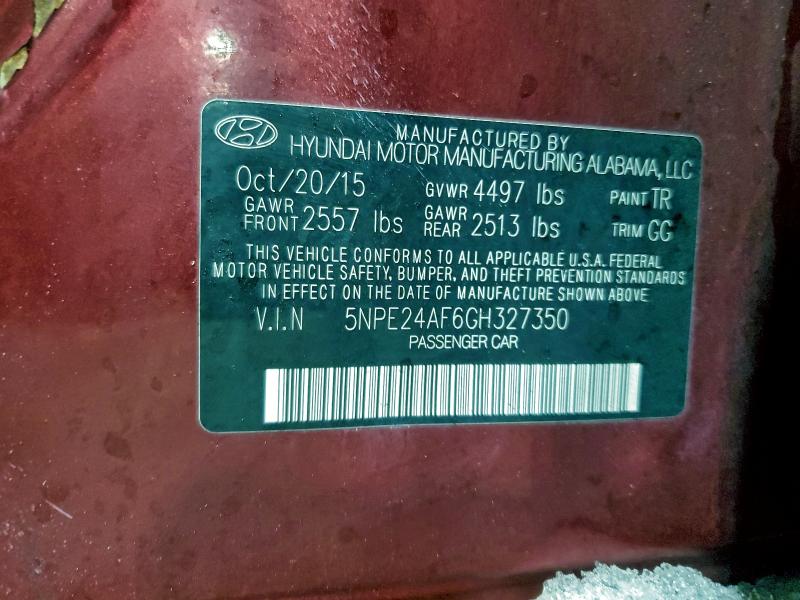 MANUFACTURED BY
HYUNDAI MOTOR MANUFACTURING ALABAMA, LLC
Oct/20/15 GVWR 4497 lbs PAINT TR
GAWR FRONT 2557 lbs GAWR REAR 2513 lbs TRIM GG
THIS VEHICLE CONFORMS TO ALL APPLICABLE U.S.A. FEDERAL
MOTOR VEHICLE SAFETY, BUMPER, AND THEFT PREVENTION STANDARDS
IN EFFECT ON THE DATE OF MANUFACTURE SHOWN ABOVE
V.I.N 5NPE24AF6GH327350
PASSENGER CAR